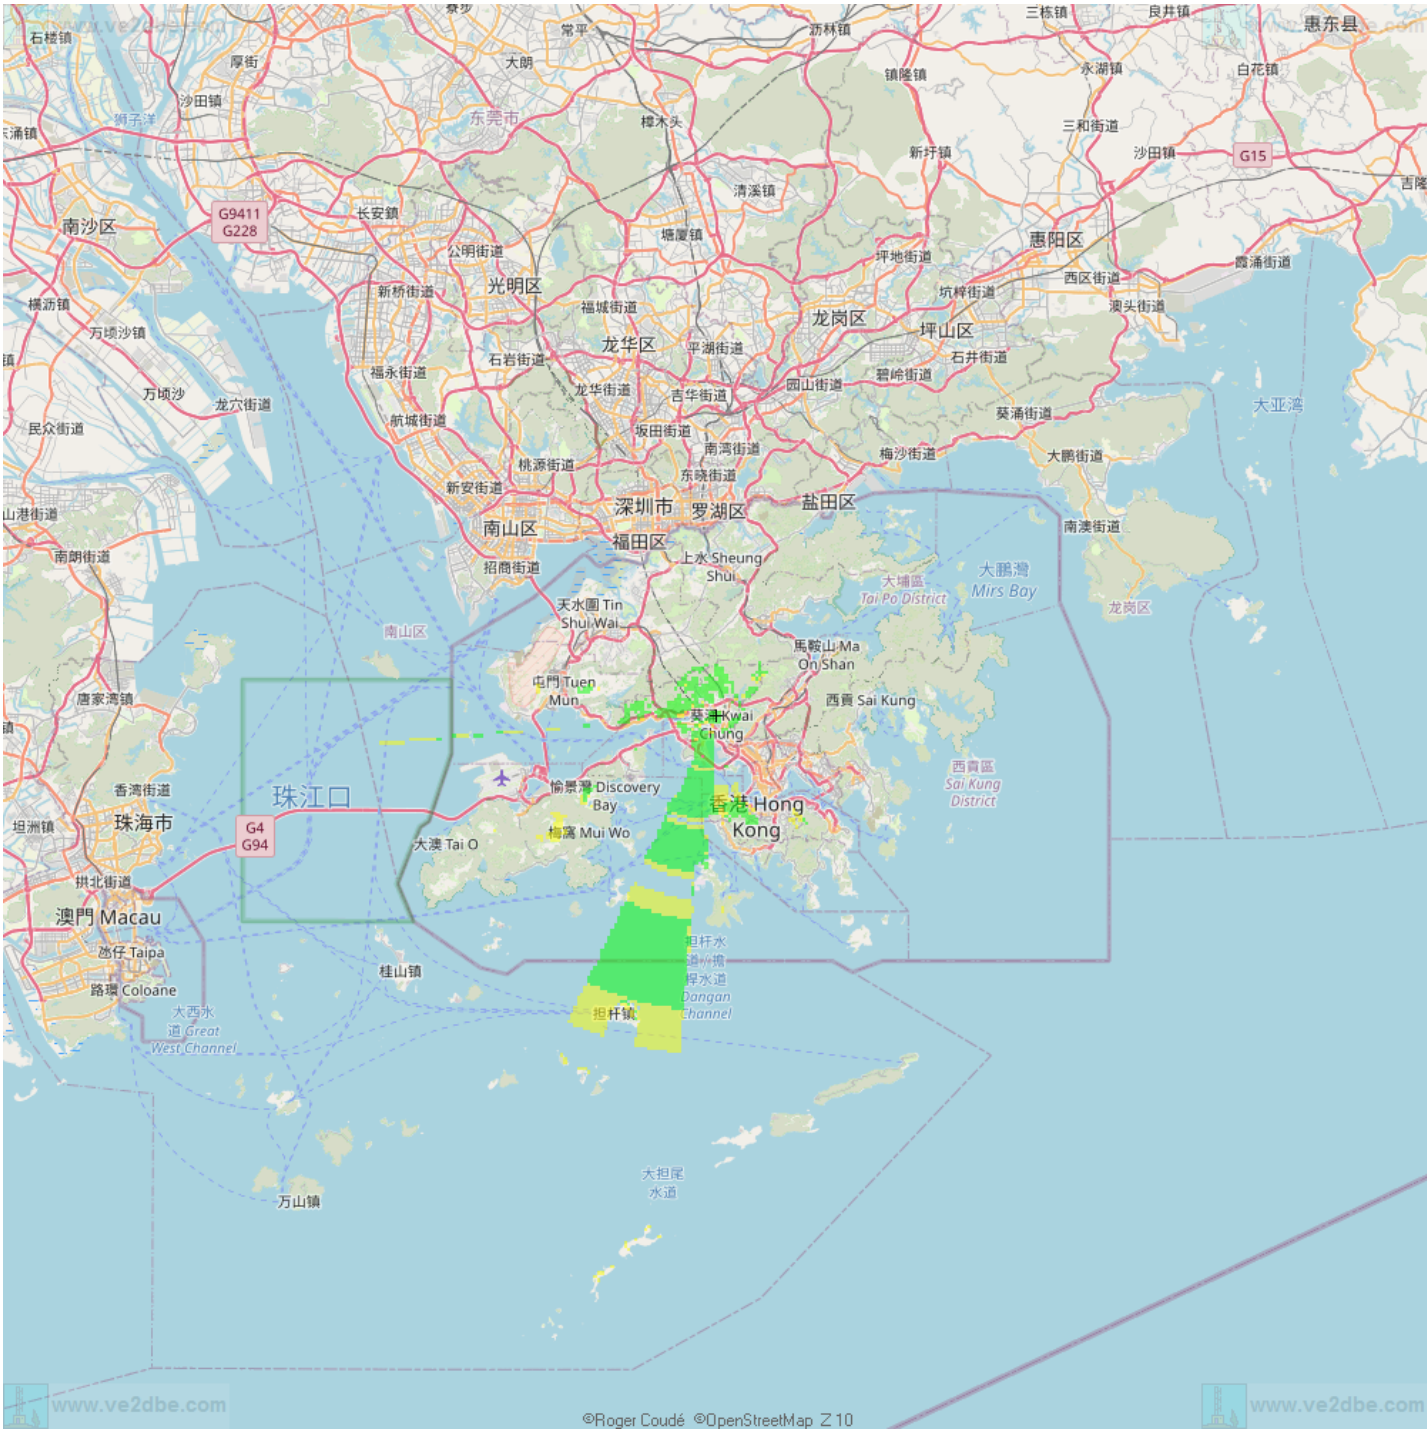 www.ve2dbe.com
寮步
常平
沥林镇
三栋镇
良井镇
惠东县
www.ve2dbe.com
石楼镇
厚街
大朗
镇隆镇
永湖镇
白花镇
沙田镇
狮子洋
东莞市
樟木头
三和街道
新圩镇
沙田镇
G15
清溪镇
G9411
G228
长安镇
南沙区
塘厦镇
惠阳区
公明街道
坪地街道
霞涌街道
光明区
新桥街道
坑梓街道
西区街道
横沥镇
福城街道
龙岗区
澳头街道
万顷沙镇
坪山区
龙华区
平湖街道
石岩街道
石井街道
福永街道
碧岭街道
园山街道
万顷沙
龙穴街道
龙华街道
吉华街道
大亚湾
航城街道
葵涌街道
民众街道
坂田街道
南湾街道
梅沙街道
大鹏街道
桃源街道
东晓街道
新安街道
深圳市
罗湖区
盐田区
山港街道
南山区
南澳街道
福田区
南朗街道
招商街道
上水 Sheung
Shui
大鹏灣
Mirs Bay
大埔區
Tai Po District
天水圍 Tin
Shui Wai
龙岗区
南山区
馬鞍山 Ma
On Shan
屯門 Tuen
Mun
唐家湾镇
西貢 Sai Kung
Kwai
Chung
西貢區
Sai Kung
District
香湾街道
珠江口
愉景灣 Discovery
Bay
香港 Hong
Kong
坦洲镇
珠海市
G4
G94
梅窩 Mui Wo
大澳 Tai O
拱北街道
澳門 Macau
氹仔 Taipa
担杆水
道 / 擔
桿水道
Dangan
Channel
桂山镇
路環 Coloane
大西水
道 Great
West Channel
担杆镇
大担尾
水道
万山镇
www.ve2dbe.com
©Roger Coudé ©OpenStreetMap Z 10
www.ve2dbe.com